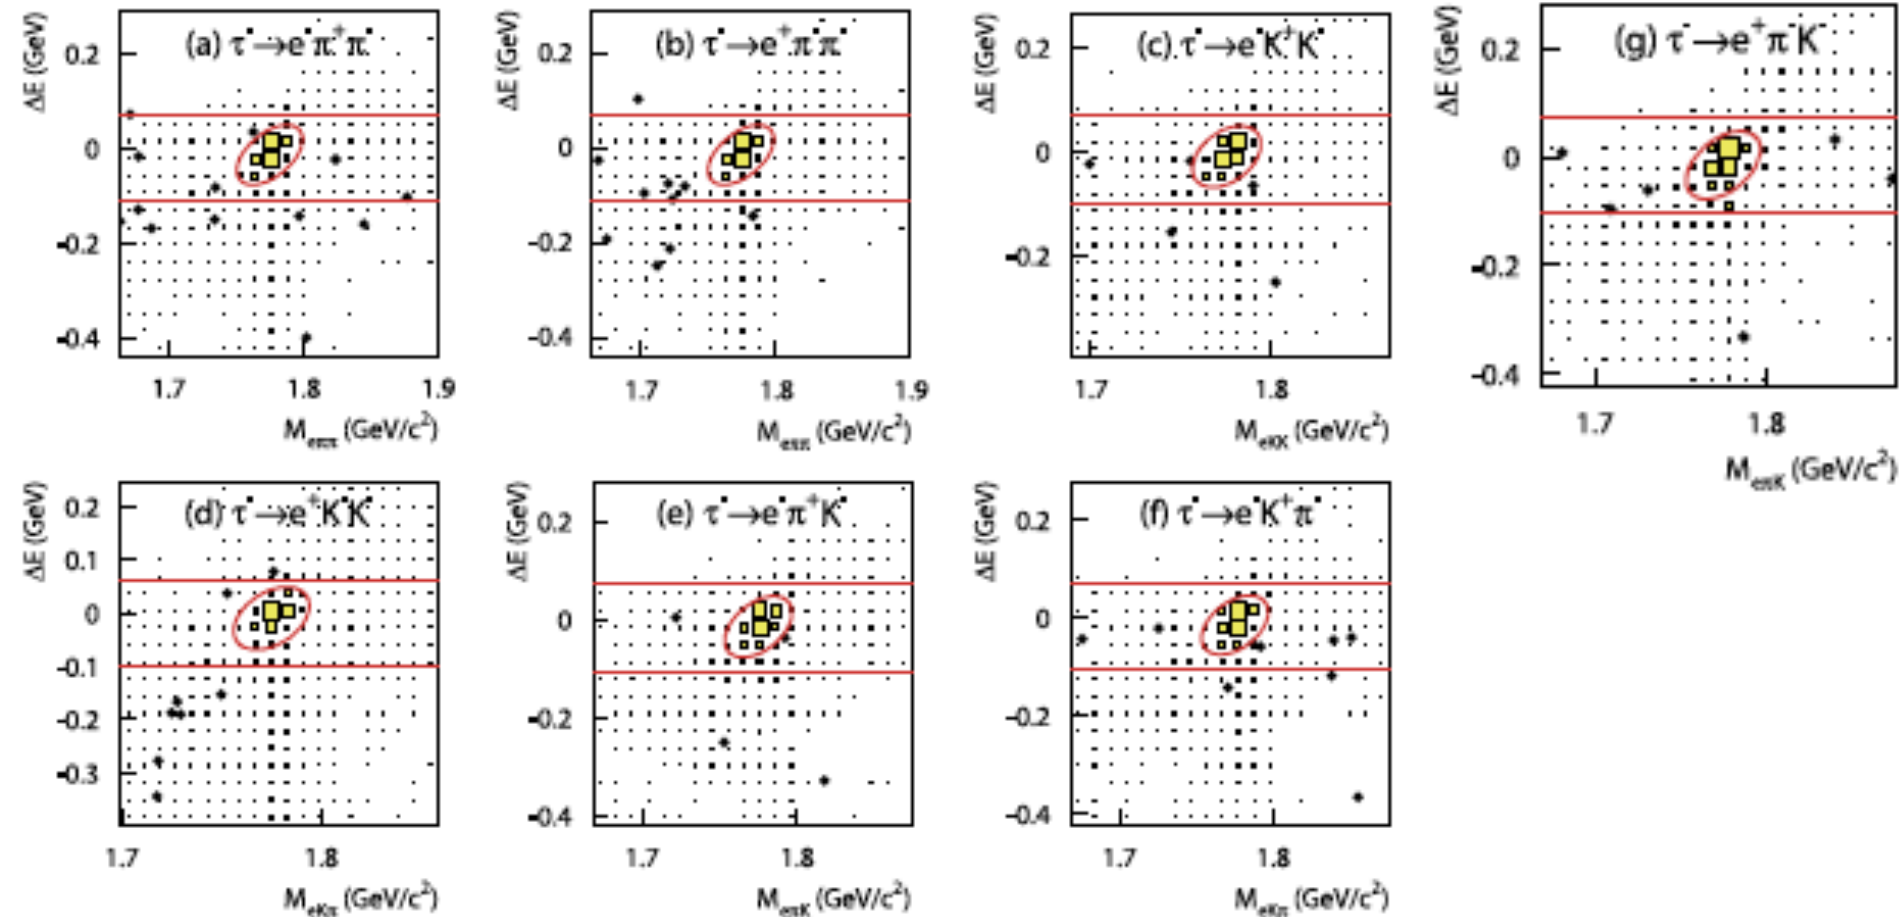 (a) τ⁻→e⁻π⁺π⁻
ΔE (GeV)
0.2
0
-0.2
-0.4
1.7 1.8 1.9
M_eππ (GeV/c²)
(b) τ⁻→e⁺π⁻π⁻
ΔE (GeV)
0.2
0
-0.2
-0.4
1.7 1.8 1.9
M_eππ (GeV/c²)
(c) τ⁻→e⁻K⁺K⁻
ΔE (GeV)
0.2
0
-0.2
1.7 1.8
M_eKK (GeV/c²)
(g) τ⁻→e⁺π⁻K⁻
ΔE (GeV)
0.2
0
-0.2
-0.4
1.7 1.8
M_eπK (GeV/c²)
(d) τ⁻→e⁺K⁻K⁻
ΔE (GeV)
0.2
0.1
0
-0.1
-0.2
-0.3
1.7 1.8
M_eKπ (GeV/c²)
(e) τ⁻→e⁻π⁺K⁻
ΔE (GeV)
0.2
0
-0.2
-0.4
1.7 1.8
M_eπK (GeV/c²)
(f) τ⁻→e⁻K⁺π⁻
ΔE (GeV)
0.2
0
-0.2
-0.4
1.7 1.8
M_eKπ (GeV/c²)